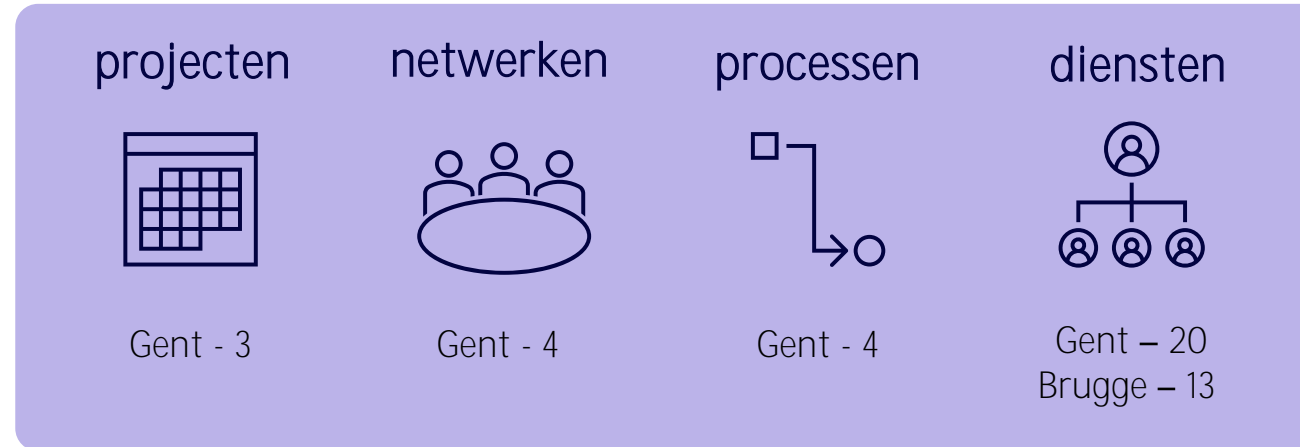 projecten
netwerken
processen
diensten
Gent - 3
Gent - 4
Gent - 4
Gent – 20
Brugge – 13